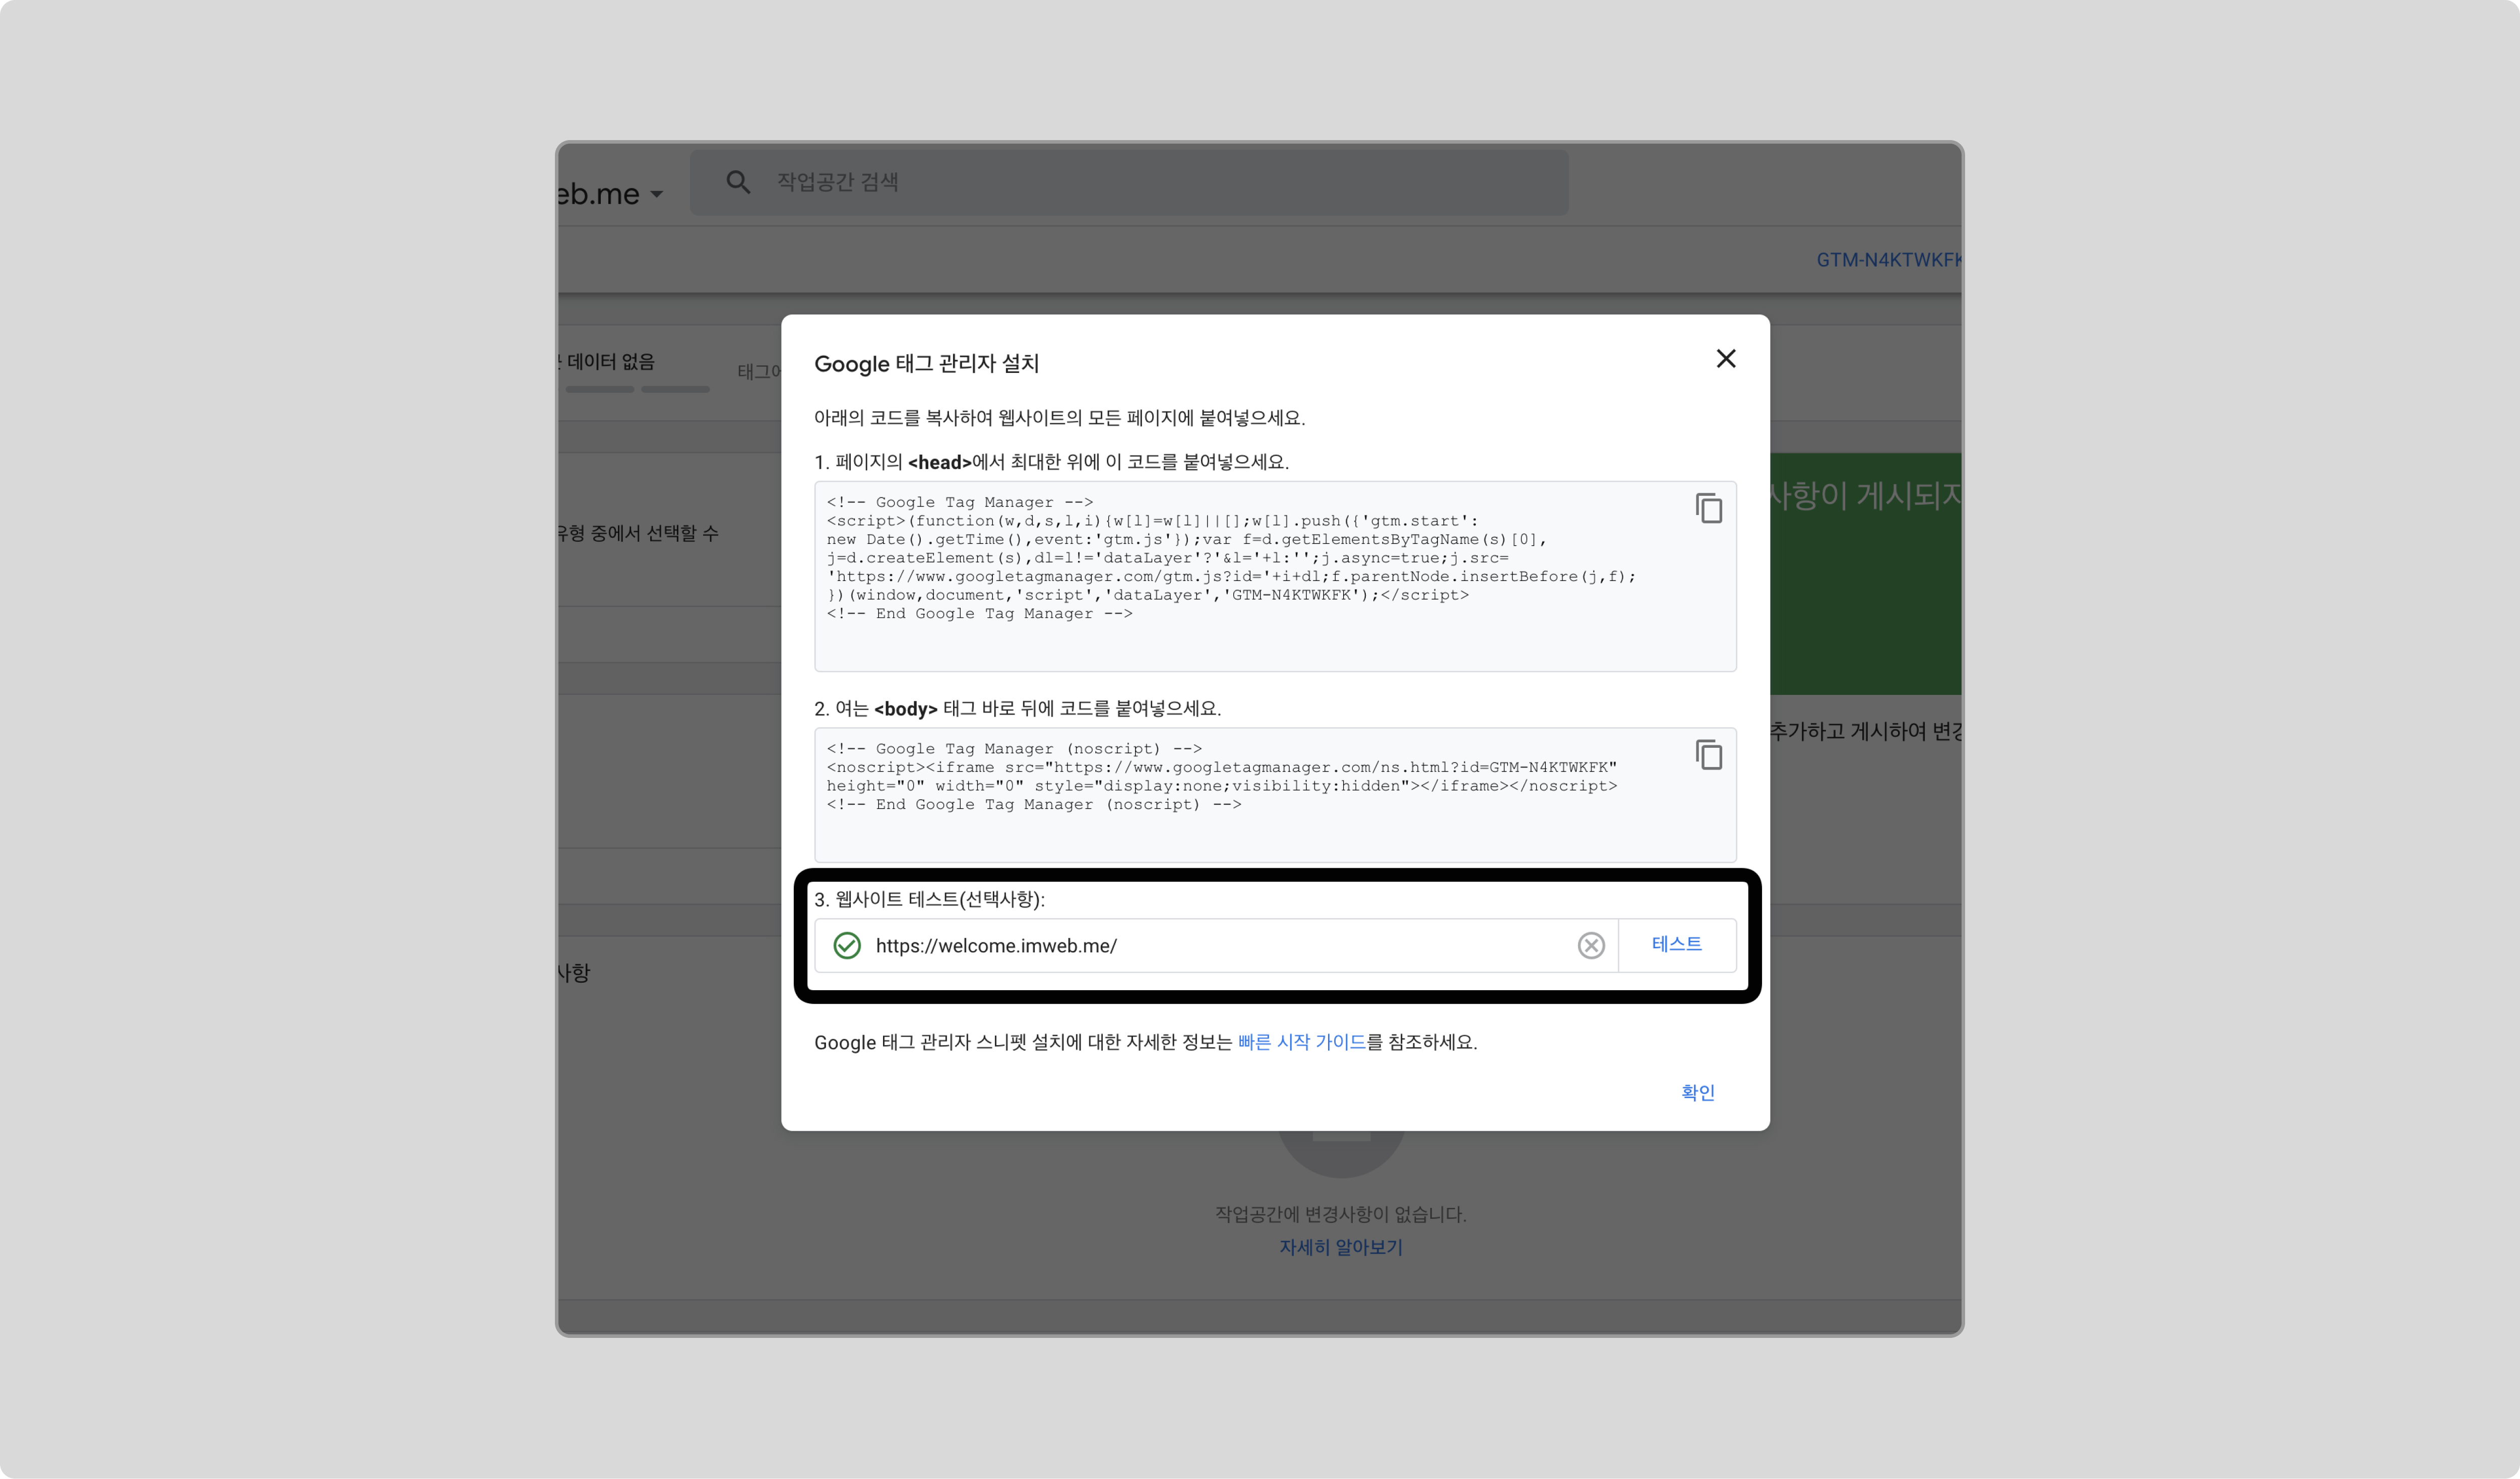 eb.me
작업공간 검색
GTM-N4KTWKFK
데이터 없음
태그에
Google 태그 관리자 설치
아래의 코드를 복사하여 웹사이트의 모든 페이지에 붙여넣으세요.
1. 페이지의 <head>에서 최대한 위에 이 코드를 붙여넣으세요.
<!-- Google Tag Manager -->
<script>(function(w,d,s,l,i){w[l]=w[l]||[];w[l].push({'gtm.start':
new Date().getTime(),event:'gtm.js'});var f=d.getElementsByTagName(s)[0],
j=d.createElement(s),dl=l!='dataLayer'?'&l='+l:'';j.async=true;j.src=
'https://www.googletagmanager.com/gtm.js?id='+i+dl;f.parentNode.insertBefore(j,f);
})(window,document,'script','dataLayer','GTM-N4KTWKFK');</script>
<!-- End Google Tag Manager -->
사항이 게시되지
유형 중에서 선택할 수
2. 여는 <body> 태그 바로 뒤에 코드를 붙여넣으세요.
<!-- Google Tag Manager (noscript) -->
<noscript><iframe src="https://www.googletagmanager.com/ns.html?id=GTM-N4KTWKFK"
height="0" width="0" style="display:none;visibility:hidden"></iframe></noscript>
<!-- End Google Tag Manager (noscript) -->
추가하고 게시하여 변경
3. 웹사이트 테스트(선택사항):
https://welcome.imweb.me/
테스트
사항
Google 태그 관리자 스니펫 설치에 대한 자세한 정보는 빠른 시작 가이드를 참조하세요.
확인
작업공간에 변경사항이 없습니다.
자세히 알아보기